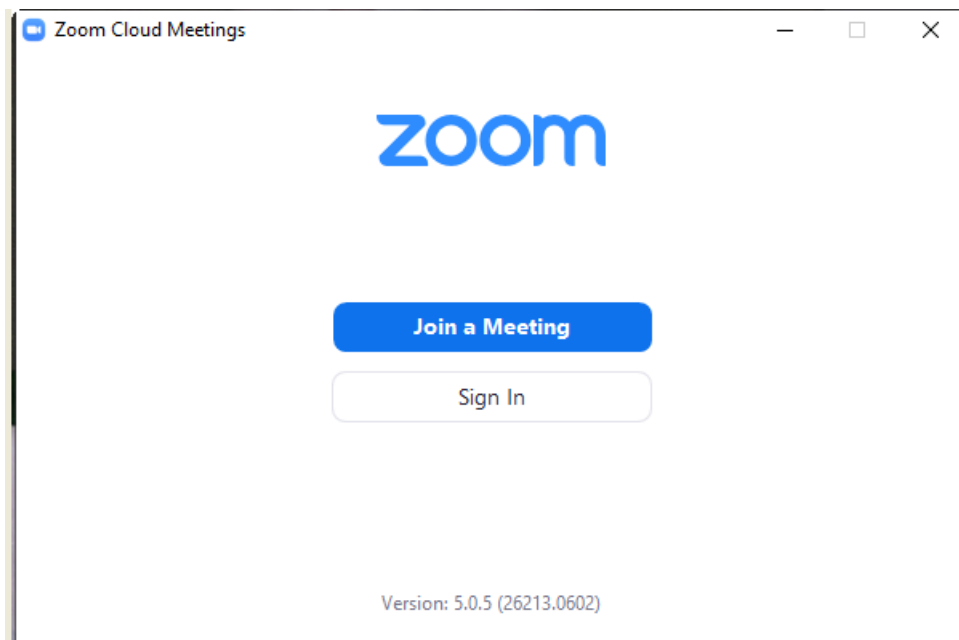 Zoom Cloud Meetings
zoom
Join a Meeting
Sign In
Version: 5.0.5 (26213.0602)